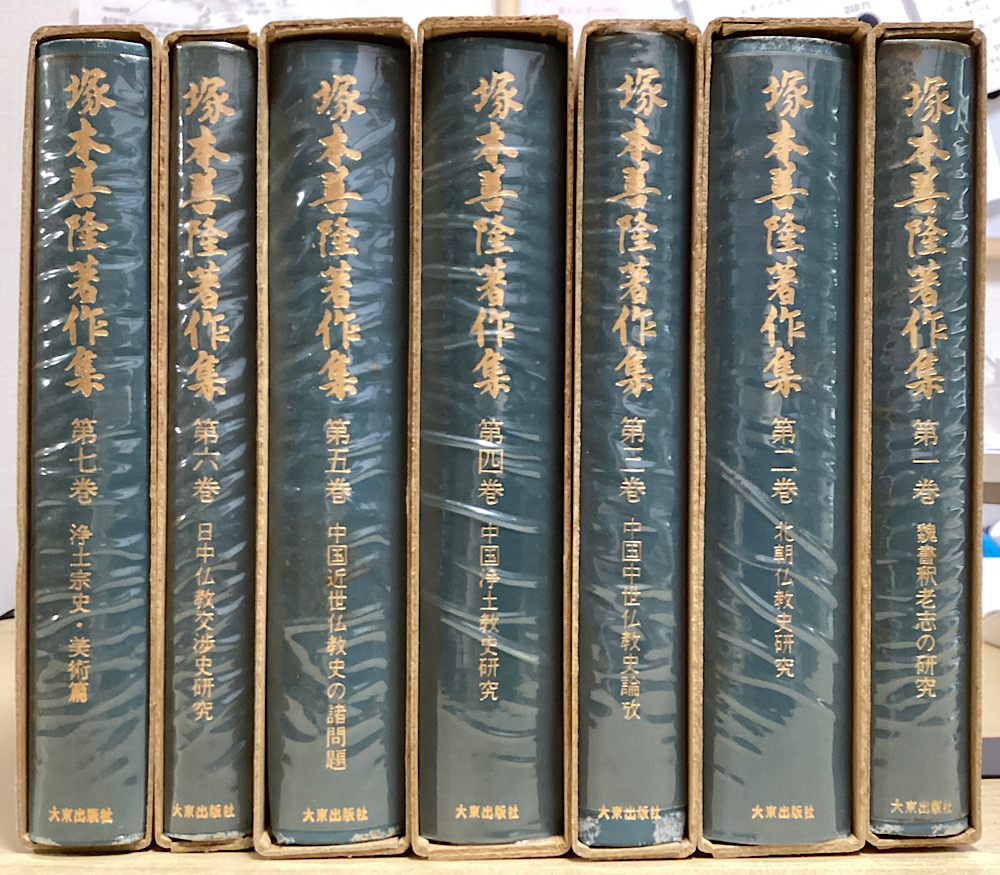 塚本善隆著作集 第一巻 魏書釈老志の研究
大東出版社
塚本善隆著作集 第二巻 北朝仏教史研究
大東出版社
塚本善隆著作集 第三巻 中国中世仏教史論攷
大東出版社
塚本善隆著作集 第四巻 中国浄土教史研究
大東出版社
塚本善隆著作集 第五巻 中国近世仏教史の諸問題
大東出版社
塚本善隆著作集 第六巻 日中仏教交渉史研究
大東出版社
塚本善隆著作集 第七巻 浄土宗史・美術篇
大東出版社